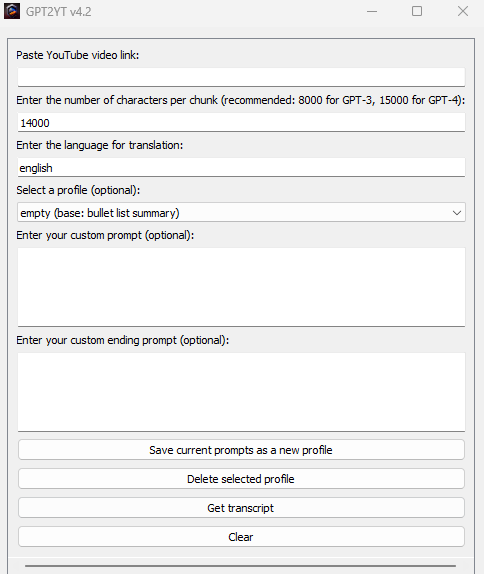 GPT2YT v4.2
Paste YouTube video link:
Enter the number of characters per chunk (recommended: 8000 for GPT-3, 15000 for GPT-4):
14000
Enter the language for translation:
english
Select a profile (optional):
empty (base: bullet list summary)
Enter your custom prompt (optional):
Enter your custom ending prompt (optional):
Save current prompts as a new profile
Delete selected profile
Get transcript
Clear